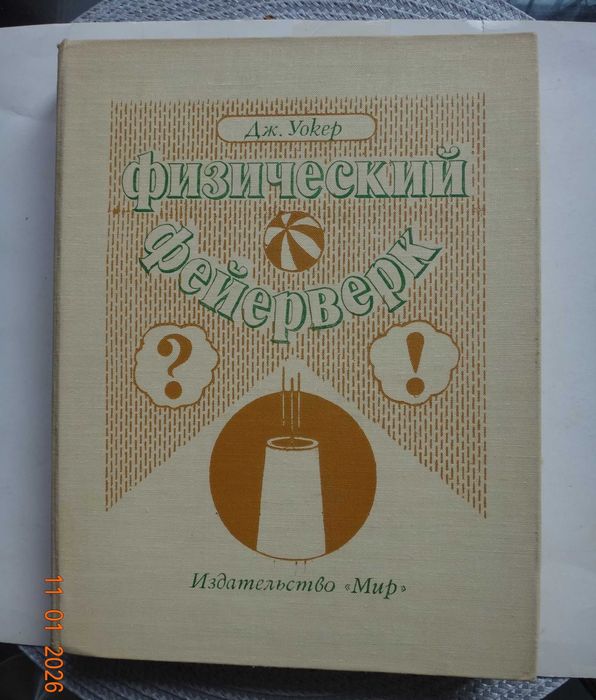 Дж. Уокер
физический
фейерверк
?
!
Издательство «Мир»
11 01 2026